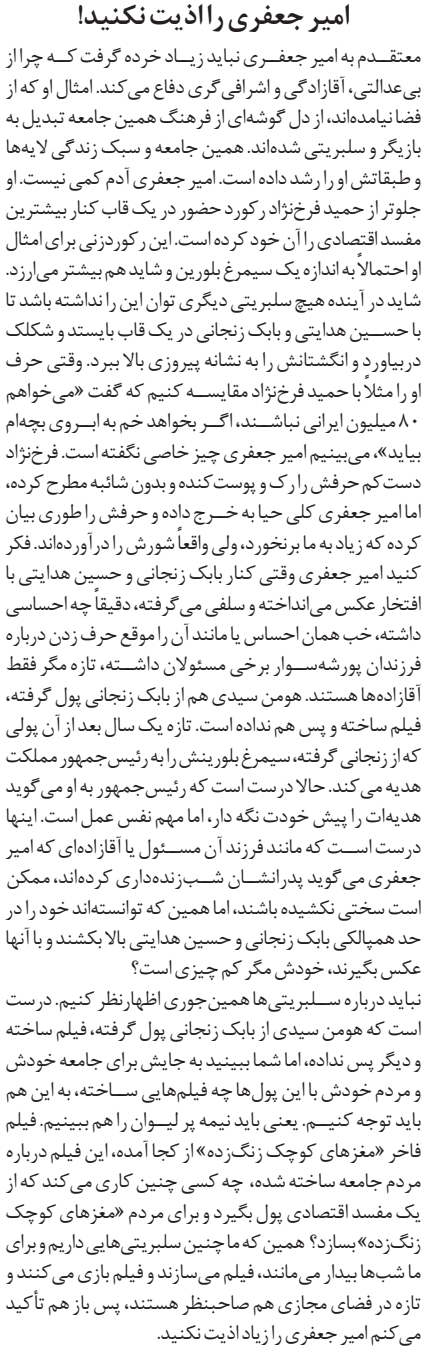 امیر جعفری را اذیت نکنید!
معتقدم به امیر جعفری نباید زیاد خرده گرفت که چرا از
بی‌عدالتی، آقازادگی و اشرافی‌گری دفاع می‌کند. امثال او که از
فضا نیامده‌اند، از دل گوشه‌ای از فرهنگ همین جامعه تبدیل به
بازیگر و سلبریتی شده‌اند. همین جامعه و سبک زندگی لایه‌ها
و طبقاتش او را رشد داده است. امیر جعفری آدم کمی نیست. او
جلوتر از حمید فرخ‌نژاد رکورد حضور در یک قاب کنار بیشترین
مفسد اقتصادی را آن خود کرده است. این رکوردزنی برای امثال
او احتمالاً به اندازه یک سیمرغ بلورین و شاید هم بیشتر می‌ارزد.
شاید در آینده هیچ سلبریتی دیگری توان این را نداشته باشد تا
با حسین هدایتی و بابک زنجانی در یک قاب بایستد و شکلک
دربیاورد و انگشتانش را به نشانه پیروزی بالا ببرد. وقتی حرف
او را مثلاً با حمید فرخ‌نژاد مقایسه کنیم که گفت «می‌خواهم
۸۰ میلیون ایرانی نباشند، اگر بخواهد خم به ابروی بچه‌ام
بیاید»، می‌بینیم امیر جعفری چیز خاصی نگفته است. فرخ‌نژاد
دست‌کم حرفش را رک و پوست‌کنده و بدون شائبه مطرح کرده،
اما امیر جعفری کلی حیا به خرج داده و حرفش را طوری بیان
کرده که زیاد به ما برنخورد، ولی واقعاً شورش را درآورده‌اند. فکر
کنید امیر جعفری وقتی کنار بابک زنجانی و حسین هدایتی با
افتخار عکس می‌انداخته و سلفی می‌گرفته، دقیقاً چه احساسی
داشته، خب همان احساس یا مانند آن را موقع حرف زدن درباره
فرزندان پورشه‌سوار برخی مسئولان داشته، تازه مگر فقط
آقازاده‌ها هستند. هومن سیدی هم از بابک زنجانی پول گرفته،
فیلم ساخته و پس هم نداده است. تازه یک سال بعد از آن پولی
که از زنجانی گرفته، سیمرغ بلورینش را به رئیس‌جمهور مملکت
هدیه می‌کند. حالا درست است که رئیس‌جمهور به او می‌گوید
هدیه‌ات را پیش خودت نگه دار، اما مهم نفس عمل است. اینها
درست است که مانند فرزند آن مسئول یا آقازاده‌ای که امیر
جعفری می‌گوید پدرانشان شب‌زنده‌داری کرده‌اند، ممکن
است سختی نکشیده باشند، اما همین که توانسته‌اند خود را در
حد همپالکی بابک زنجانی و حسین هدایتی بالا بکشند و با آنها
عکس بگیرند، خودش مگر کم چیزی است؟
نباید درباره سلبریتی‌ها همین‌جوری اظهارنظر کنیم. درست
است که هومن سیدی از بابک زنجانی پول گرفته، فیلم ساخته
و دیگر پس نداده، اما شما ببینید به جایش برای جامعه خودش
و مردم خودش با این پول‌ها چه فیلم‌هایی ساخته، به این هم
باید توجه کنیم. یعنی باید نیمه پر لیوان را هم ببینیم. فیلم
فاخر «مغزهای کوچک زنگ‌زده» از کجا آمده، این فیلم درباره
مردم جامعه ساخته شده، چه کسی چنین کاری می‌کند که از
یک مفسد اقتصادی پول بگیرد و برای مردم «مغزهای کوچک
زنگ‌زده» بسازد؟ همین که ما چنین سلبریتی‌هایی داریم و برای
ما شب‌ها بیدار می‌مانند، فیلم می‌سازند و فیلم بازی می‌کنند و
تازه در فضای مجازی هم صاحبنظر هستند، پس باز هم تأکید
می‌کنم امیر جعفری را زیاد اذیت نکنید.